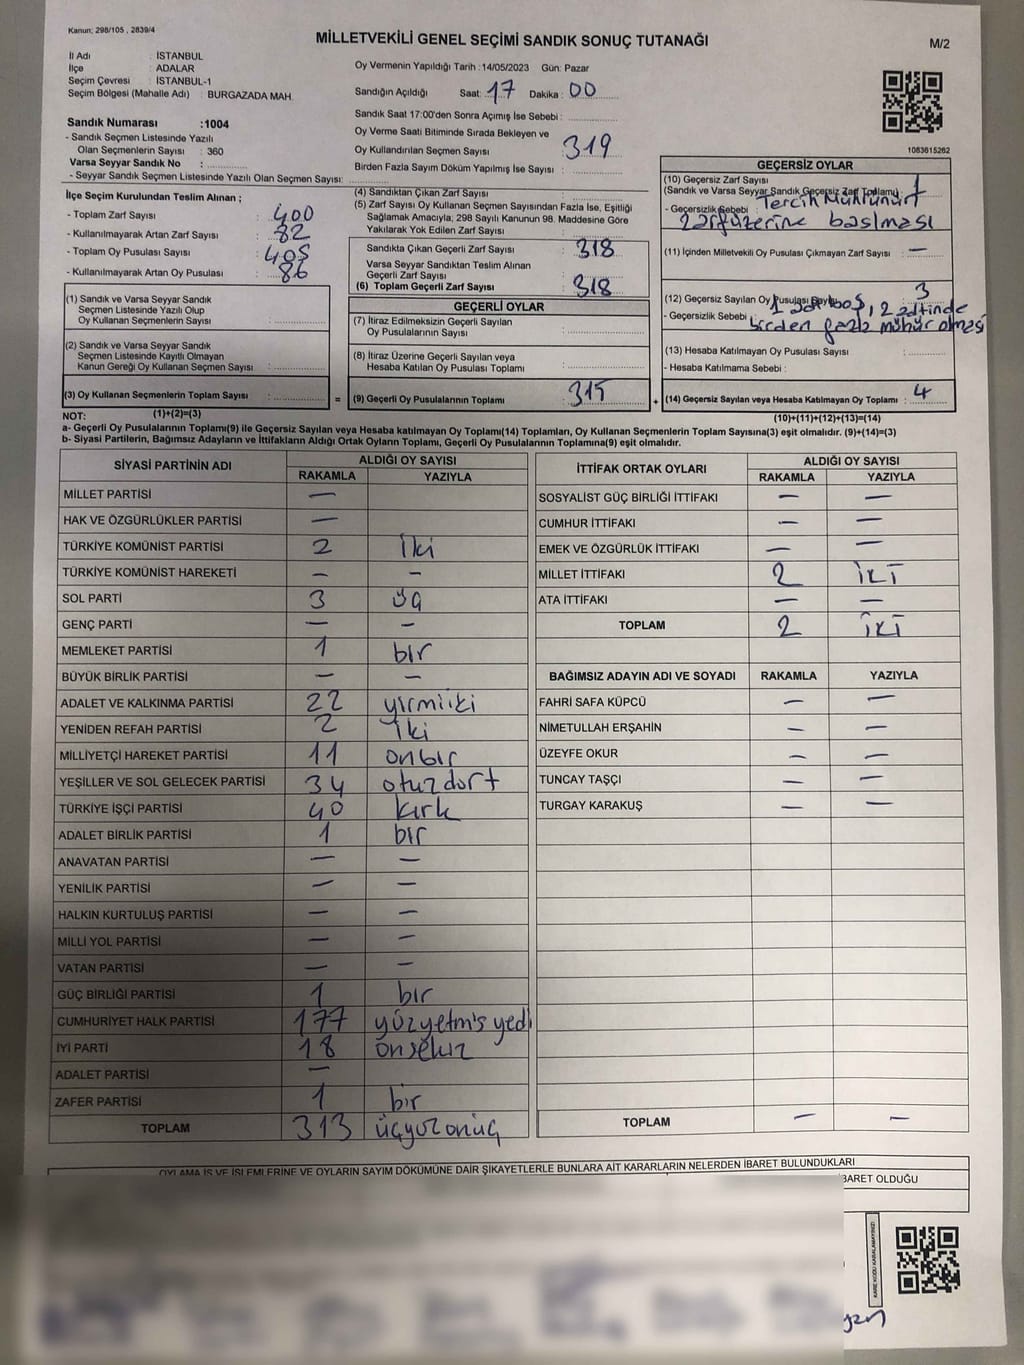 Kanun; 298/105 , 2839/4
MİLLETVEKİLİ GENEL SEÇİMİ SANDIK SONUÇ TUTANAĞI
M/2
İl Adı : İSTANBUL
İlçe : ADALAR
Seçim Çevresi : İSTANBUL-1
Seçim Bölgesi (Mahalle Adı) : BURGAZADA MAH.
Oy Vermenin Yapıldığı Tarih :14/05/2023 Gün: Pazar
Sandığın Açıldığı Saat: 17 Dakika : 00
Sandık Saat 17:00'den Sonra Açımış İse Sebebi :
Oy Verme Saati Bitiminde Sırada Bekleyen ve
Oy Kullandırılan Seçmen Sayısı : 319
Birden Fazla Sayım Döküm Yapılmış İse Sayısı :
Sandık Numarası :1004
- Sandık Seçmen Listesinde Yazılı
Olan Seçmen Sayısı : 360
Varsa Seyyar Sandık No :
- Seyyar Sandık Seçmen Listesinde Yazılı Olan Seçmen Sayısı:
1083615262
İlçe Seçim Kurulundan Teslim Alınan ;
- Toplam Zarf Sayısı : 400
- Kullanılmayarak Artan Zarf Sayısı : 82
- Toplam Oy Pusulası Sayısı : 405
- Kullanılmayarak Artan Oy Pusulası : 86
(1) Sandık ve Varsa Seyyar Sandık
Seçmen Listesinde Yazılı Olup
Oy Kullanan Seçmenlerin Sayısı :
(2) Sandık ve Varsa Seyyar Sandık
Seçmen Listesinde Kayıtlı Olmayan
Kanun Gereği Oy Kullanan Seçmen Sayısı :
(3) Oy Kullanan Seçmenlerin Toplam Sayısı : =
(4) Sandıktan Çıkan Zarf Sayısı :
(5) Zarf Sayısı Oy Kullanan Seçmen Sayısından Fazla İse, Eşitliği
Sağlamak Amacıyla; 298 Sayılı Kanunun 98. Maddesine Göre
Yakılarak Yok Edilen Zarf Sayısı :
Sandıkta Çıkan Geçerli Zarf Sayısı : 318
Varsa Seyyar Sandıktan Teslim Alınan
Geçerli Zarf Sayısı :
(6) Toplam Geçerli Zarf Sayısı : 318
GEÇERLİ OYLAR
(7) İtiraz Edilmeksizin Geçerli Sayılan
Oy Pusulalarının Sayısı :
(8) İtiraz Üzerine Geçerli Sayılan veya
Hesaba Katılan Oy Pusulası Toplamı :
(9) Geçerli Oy Pusulalarının Toplamı : 315 +
GEÇERSİZ OYLAR
(10) Geçersiz Zarf Sayısı
(Sandık ve Varsa Seyyar Sandık Geçersiz Zarf Toplamı) : 1
- Geçersizlik Sebebi : Tercih Mührünün
zarf üzerine basılması
(11) İçinden Milletvekili Oy Pusulası Çıkmayan Zarf Sayısı : —
(12) Geçersiz Sayılan Oy Pusulası Sayısı : 3
- Geçersizlik Sebebi : 1 adt boş, 2 adtinde
birden fazla mühür olması
(13) Hesaba Katılmayan Oy Pusulası Sayısı :
- Hesaba Katılmama Sebebi :
(14) Geçersiz Sayılan veya Hesaba Katılmayan Oy Toplamı : 4
NOT: (1)+(2)=(3)
(10)+(11)+(12)+(13)=(14)
a- Geçerli Oy Pusulalarının Toplamı(9) ile Geçersiz Sayılan veya Hesaba katılmayan Oy Toplamı(14) Toplamları, Oy Kullanan Seçmenlerin Toplam Sayısına(3) eşit olmalıdır. (9)+(14)=(3)
b- Siyasi Partilerin, Bağımsız Adayların ve İttifakların Aldığı Ortak Oyların Toplamı, Geçerli Oy Pusulalarının Toplamına(9) eşit olmalıdır.
SİYASİ PARTİNİN ADI ALDIĞI OY SAYISI
RAKAMLA YAZIYLA
MİLLET PARTİSİ —
HAK VE ÖZGÜRLÜKLER PARTİSİ —
TÜRKİYE KOMÜNİST PARTİSİ 2 iki
TÜRKİYE KOMÜNİST HAREKETİ — —
SOL PARTİ 3 üç
GENÇ PARTİ — —
MEMLEKET PARTİSİ 1 bir
BÜYÜK BİRLİK PARTİSİ — —
ADALET VE KALKINMA PARTİSİ 22 yirmiiki
YENİDEN REFAH PARTİSİ 2 iki
MİLLİYETÇİ HAREKET PARTİSİ 11 onbir
YEŞİLLER VE SOL GELECEK PARTİSİ 34 otuzdort
TÜRKİYE İŞÇİ PARTİSİ 40 kırk
ADALET BİRLİK PARTİSİ 1 bir
ANAVATAN PARTİSİ — —
YENİLİK PARTİSİ — —
HALKIN KURTULUŞ PARTİSİ — —
MİLLİ YOL PARTİSİ — —
VATAN PARTİSİ — —
GÜÇ BİRLİĞİ PARTİSİ 1 bir
CUMHURİYET HALK PARTİSİ 177 yüzyetmiş yedi
İYİ PARTİ 18 onsekiz
ADALET PARTİSİ —
ZAFER PARTİSİ 1 bir
TOPLAM 313 üçyüzonüç
İTTİFAK ORTAK OYLARI ALDIĞI OY SAYISI
RAKAMLA YAZIYLA
SOSYALİST GÜÇ BİRLİĞİ İTTİFAKI — —
CUMHUR İTTİFAKI — —
EMEK VE ÖZGÜRLÜK İTTİFAKI — —
MİLLET İTTİFAKI 2 İKİ
ATA İTTİFAKI — —
TOPLAM 2 İKİ
BAĞIMSIZ ADAYIN ADI VE SOYADI RAKAMLA YAZIYLA
FAHRİ SAFA KÜPCÜ — —
NİMETULLAH ERŞAHİN — —
ÜZEYFE OKUR — —
TUNCAY TAŞÇI — —
TURGAY KARAKUŞ — —
TOPLAM — —
OYLAMA İŞ VE İŞLEMLERİNE VE OYLARIN SAYIM DÖKÜMÜNE DAİR ŞİKAYETLERLE BUNLARA AİT KARARLARIN NELERDEN İBARET BULUNDUKLARI
İBARET OLDUĞU
KARE KODU KARALAMAYINIZ!